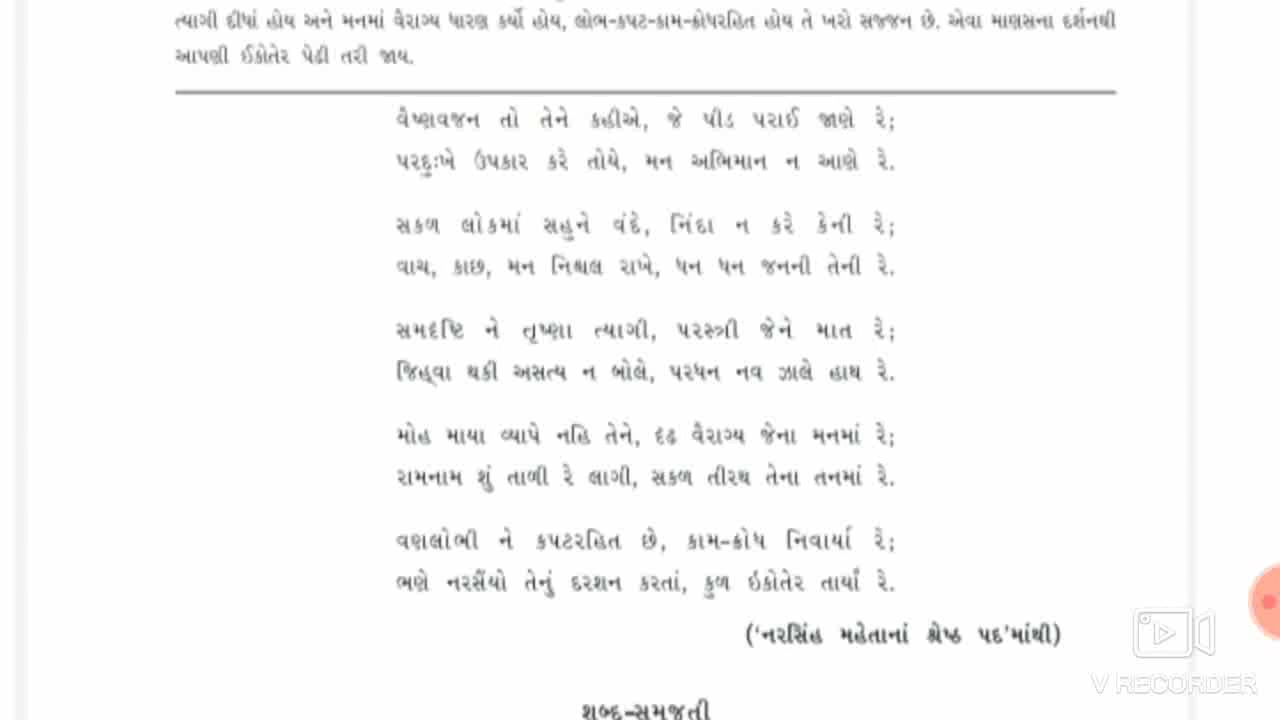 ત્યાગી દીધાં હોય અને મનમાં વૈરાગ્ય ધારણ કર્યો હોય, લોભ-કપટ-કામ-ક્રોધરહિત હોય તે ખરો સજ્જન છે. એવા માણસના દર્શનથી
આપણી ઈકોતેર પેઢી તરી જાય.
વૈષ્ણવજન તો તેને કહીએ, જે પીડ પરાઈ જાણે રે;
પરદુઃખે ઉપકાર કરે તોયે, મન અભિમાન ન આણે રે.
સકળ લોકમાં સહુને વંદે, નિંદા ન કરે કેની રે;
વાચ, કાછ, મન નિશ્ચલ રાખે, ધન ધન જનની તેની રે.
સમદૃષ્ટિ ને તૃષ્ણા ત્યાગી, પરસ્ત્રી જેને માત રે;
જિહ્વા થકી અસત્ય ન બોલે, પરધન નવ ઝાલે હાથ રે.
મોહ માયા વ્યાપે નહિ તેને, દૃઢ વૈરાગ્ય જેના મનમાં રે;
રામનામ શું તાળી રે લાગી, સકળ તીરથ તેના તનમાં રે.
વણલોભી ને કપટરહિત છે, કામ-ક્રોધ નિવાર્યા રે;
ભણે નરસૈંયો તેનું દરશન કરતાં, કુળ ઇકોતેર તાર્યાં રે.
('નરસિંહ મહેતાનાં શ્રેષ્ઠ પદ'માંથી)
શબ્દ-સમજૂતી
V RECORDER